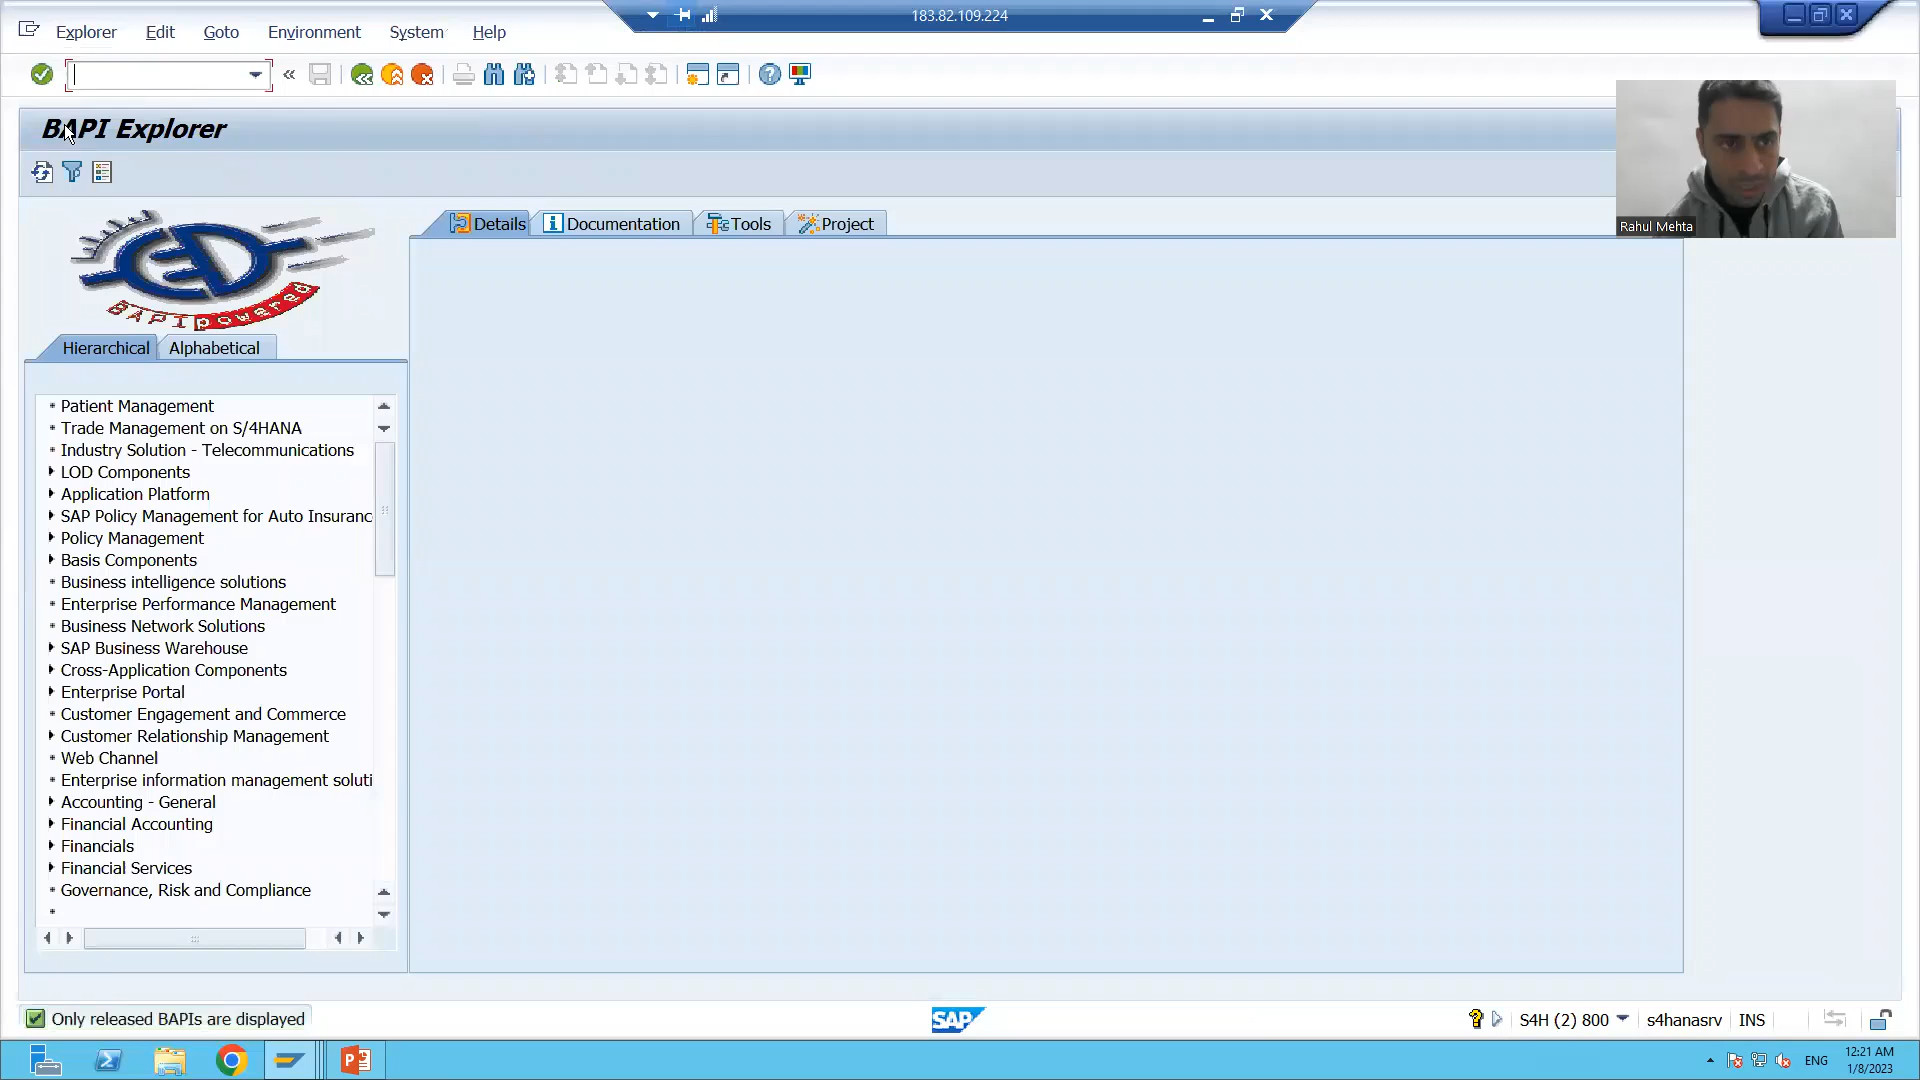 183.82.109.224
Explorer Edit Goto Environment System Help
BAPI Explorer
Rahul Mehta
BAPI powered
Details Documentation Tools Project
Hierarchical Alphabetical
Patient Management
Trade Management on S/4HANA
Industry Solution - Telecommunications
LOD Components
Application Platform
SAP Policy Management for Auto Insuranc
Policy Management
Basis Components
Business intelligence solutions
Enterprise Performance Management
Business Network Solutions
SAP Business Warehouse
Cross-Application Components
Enterprise Portal
Customer Engagement and Commerce
Customer Relationship Management
Web Channel
Enterprise information management soluti
Accounting - General
Financial Accounting
Financials
Financial Services
Governance, Risk and Compliance
Only released BAPIs are displayed
SAP
S4H (2) 800 s4hanasrv INS
ENG
12:21 AM
1/8/2023